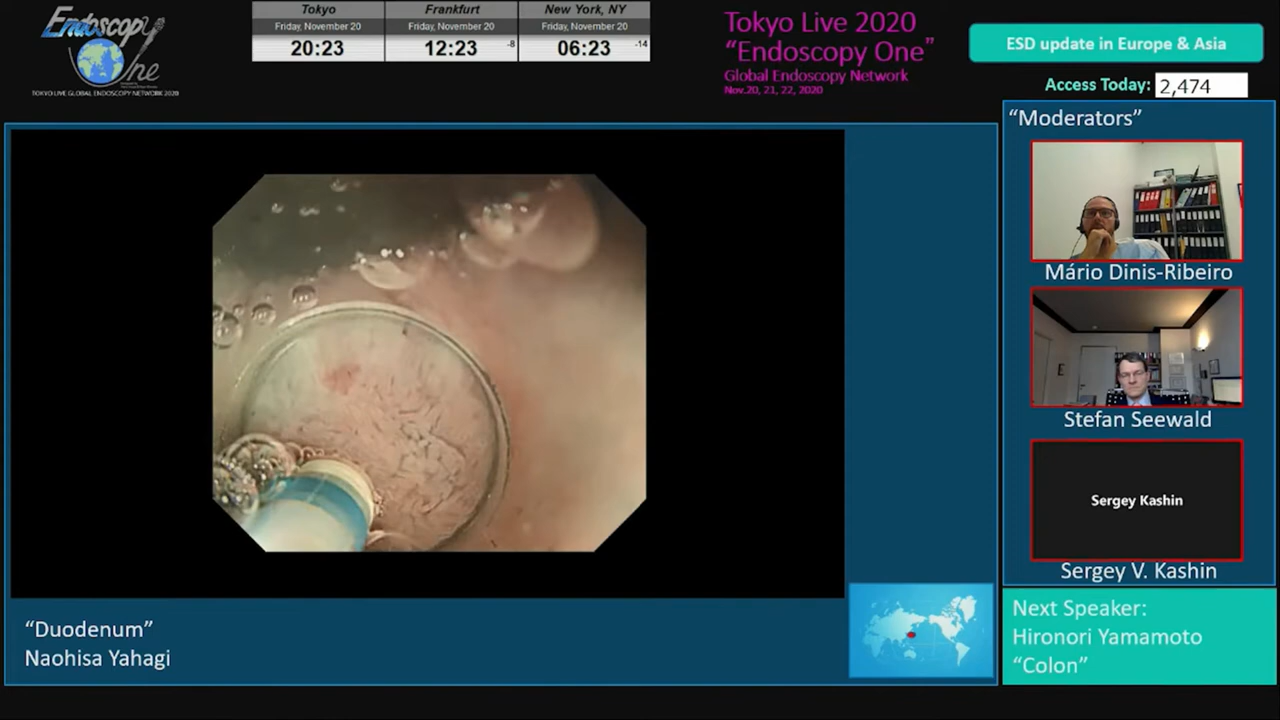 Endoscopy
One
TOKYO LIVE GLOBAL ENDOSCOPY NETWORK 2020
Tokyo
Friday, November 20
20:23
Frankfurt
Friday, November 20
12:23
-8
New York, NY
Friday, November 20
06:23
-14
Tokyo Live 2020
“Endoscopy One”
Global Endoscopy Network
Nov.20, 21, 22, 2020
ESD update in Europe & Asia
Access Today: 2,474
“Moderators”
Mário Dinis-Ribeiro
Stefan Seewald
Sergey Kashin
Sergey V. Kashin
“Duodenum”
Naohisa Yahagi
Next Speaker:
Hironori Yamamoto
“Colon”